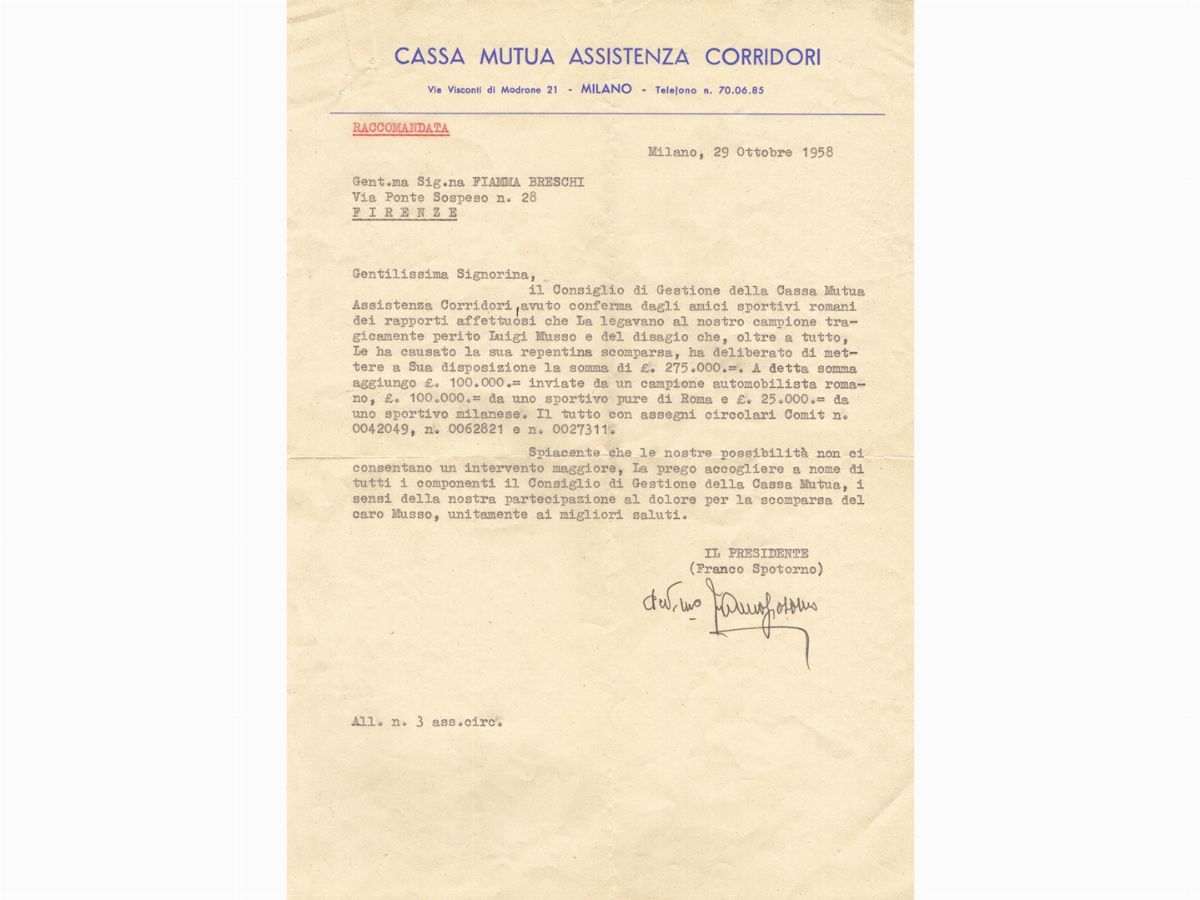 CASSA MUTUA ASSISTENZA CORRIDORI
Via Visconti di Modrone 21 - MILANO - Telefono n. 70.06.85
RACCOMANDATA
Milano, 29 Ottobre 1958
Gent.ma Sig.na FIAMMA BRESCHI
Via Ponte Sospeso n. 28
F I R E N Z E
Gentilissima Signorina,
il Consiglio di Gestione della Cassa Mutua
Assistenza Corridori,avuto conferma dagli amici sportivi romani
dei rapporti affettuosi che La legavano al nostro campione tra-
gicamente perito Luigi Musso e del disagio che, oltre a tutto,
Le ha causato la sua repentina scomparsa, ha deliberato di met-
tere a Sua disposizione la somma di £. 275.000.=. A detta somma
aggiungo £. 100.000.= inviate da un campione automobilista roma-
no, £. 100.000.= da uno sportivo pure di Roma e £. 25.000.= da
uno sportivo milanese. Il tutto con assegni circolari Comit n.
0042049, n. 0062821 e n. 0027311.
Spiacente che le nostre possibilità non ci
consentano un intervento maggiore, La prego accogliere a nome di
tutti i componenti il Consiglio di Gestione della Cassa Mutua, i
sensi della nostra partecipazione al dolore per la scomparsa del
caro Musso, unitamente ai migliori saluti.
IL PRESIDENTE
(Franco Spotorno)
dev.mo Franco Spotorno
All. n. 3 ass.circ.